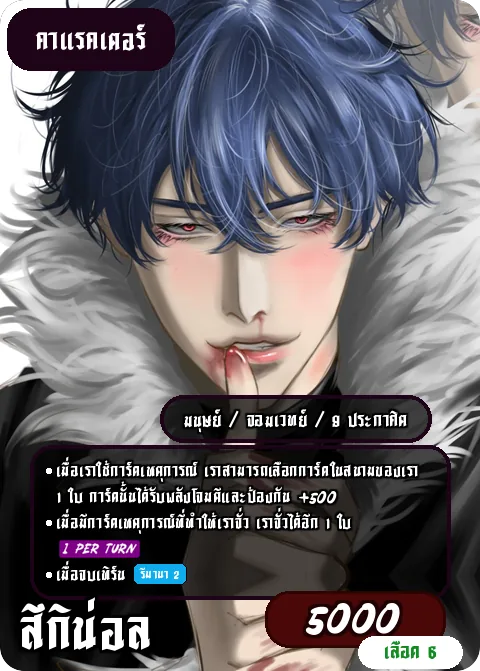 คาแรคเตอร์
มนุษย์ / จอมเวทย์ / 9 ประกาศิต
• เมื่อเราใช้การ์ดเหตุการณ์ เราสามารถเลือกการ์ดในสนามของเรา
1 ใบ การ์ดนั้นได้รับพลังโจมตีและป้องกัน +500
• เมื่อมีการ์ดเหตุการณ์ที่ทำให้เราจั่ว เราจั่วได้อีก 1 ใบ
1 PER TURN
• เมื่อจบเทิร์น รีมานา 2
สึกิน่อล
5000
เลือด 6